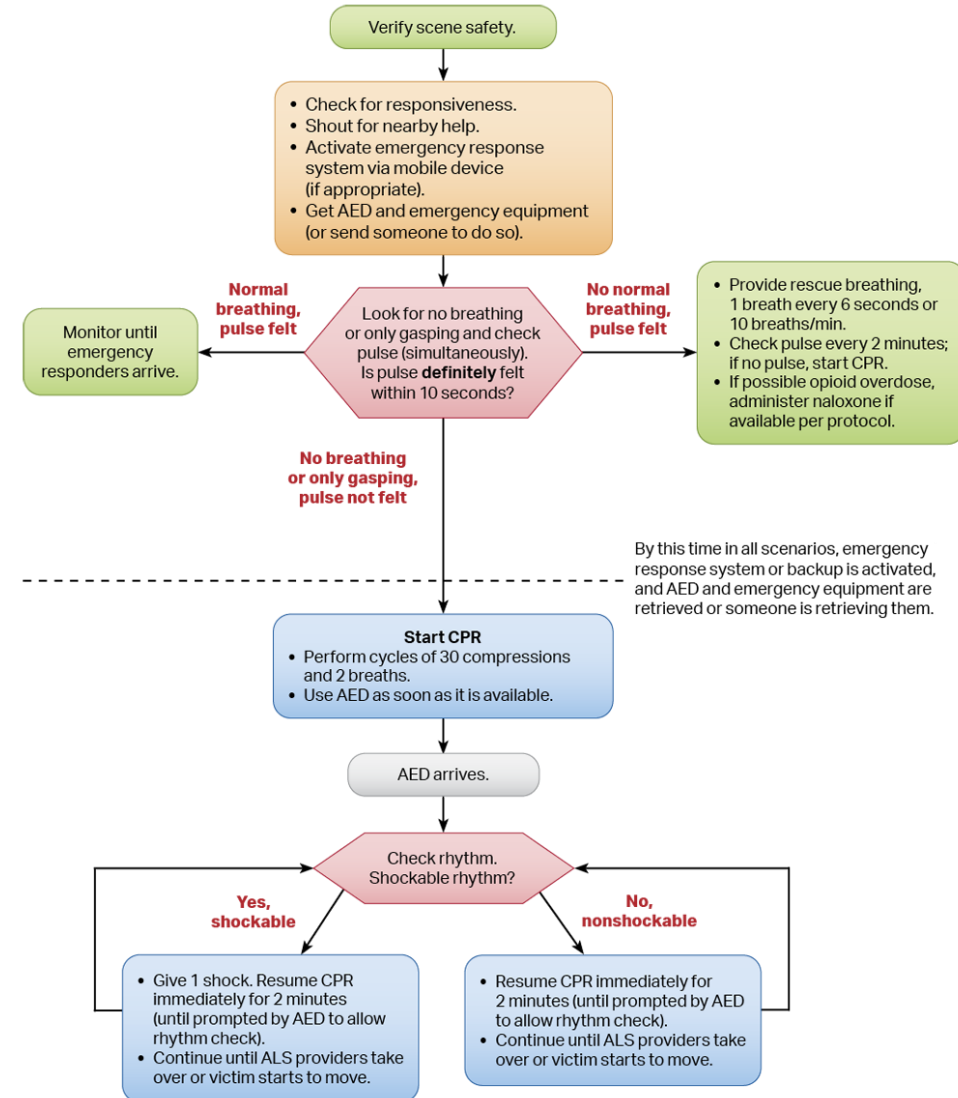 Verify scene safety.
• Check for responsiveness.
• Shout for nearby help.
• Activate emergency response
system via mobile device
(if appropriate).
• Get AED and emergency equipment
(or send someone to do so).
Normal
breathing,
pulse felt
No normal
breathing,
pulse felt
Monitor until
emergency
responders arrive.
Look for no breathing
or only gasping and check
pulse (simultaneously).
Is pulse definitely felt
within 10 seconds?
• Provide rescue breathing,
1 breath every 6 seconds or
10 breaths/min.
• Check pulse every 2 minutes;
if no pulse, start CPR.
• If possible opioid overdose,
administer naloxone if
available per protocol.
No breathing
or only gasping,
pulse not felt
By this time in all scenarios, emergency
response system or backup is activated,
and AED and emergency equipment are
retrieved or someone is retrieving them.
Start CPR
• Perform cycles of 30 compressions
and 2 breaths.
• Use AED as soon as it is available.
AED arrives.
Check rhythm.
Shockable rhythm?
Yes,
shockable
No,
nonshockable
• Give 1 shock. Resume CPR
immediately for 2 minutes
(until prompted by AED to allow
rhythm check).
• Continue until ALS providers take
over or victim starts to move.
• Resume CPR immediately for
2 minutes (until prompted by AED
to allow rhythm check).
• Continue until ALS providers take
over or victim starts to move.